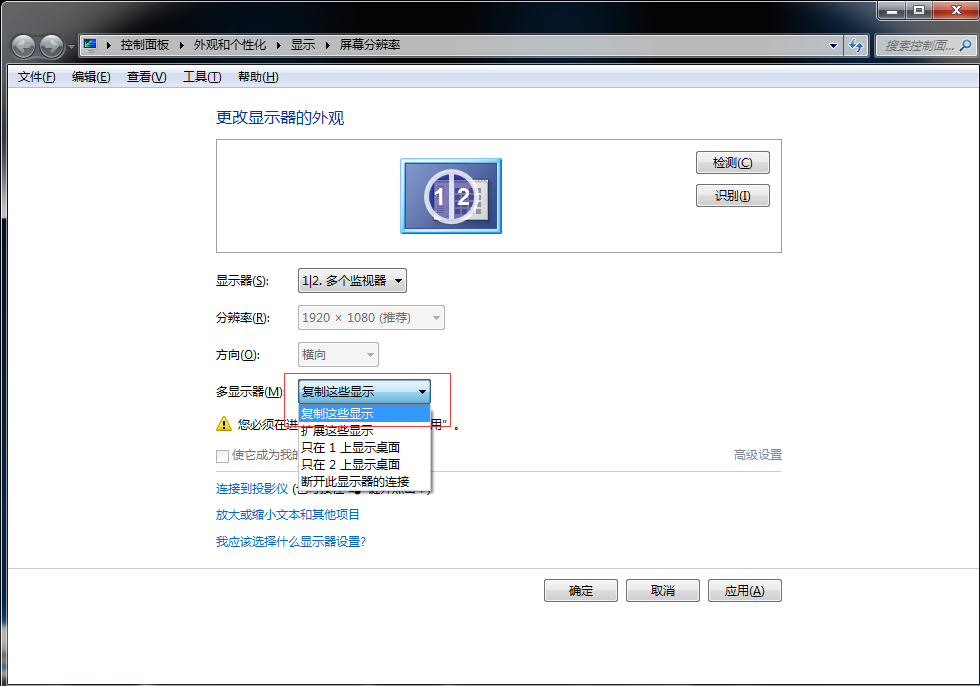 控制面板 外观和个性化 显示 屏幕分辨率
搜索控制面...
文件(F) 编辑(E) 查看(V) 工具(T) 帮助(H)
更改显示器的外观
1 2
检测(C)
识别(I)
显示器(S): 1|2. 多个监视器
分辨率(R): 1920 × 1080 (推荐)
方向(O): 横向
多显示器(M): 复制这些显示
复制这些显示
扩展这些显示
只在 1 上显示桌面
只在 2 上显示桌面
断开此显示器的连接
您必须在进 用”。
使它成为我的
高级设置
连接到投影仪
放大或缩小文本和其他项目
我应该选择什么显示器设置?
确定 取消 应用(A)